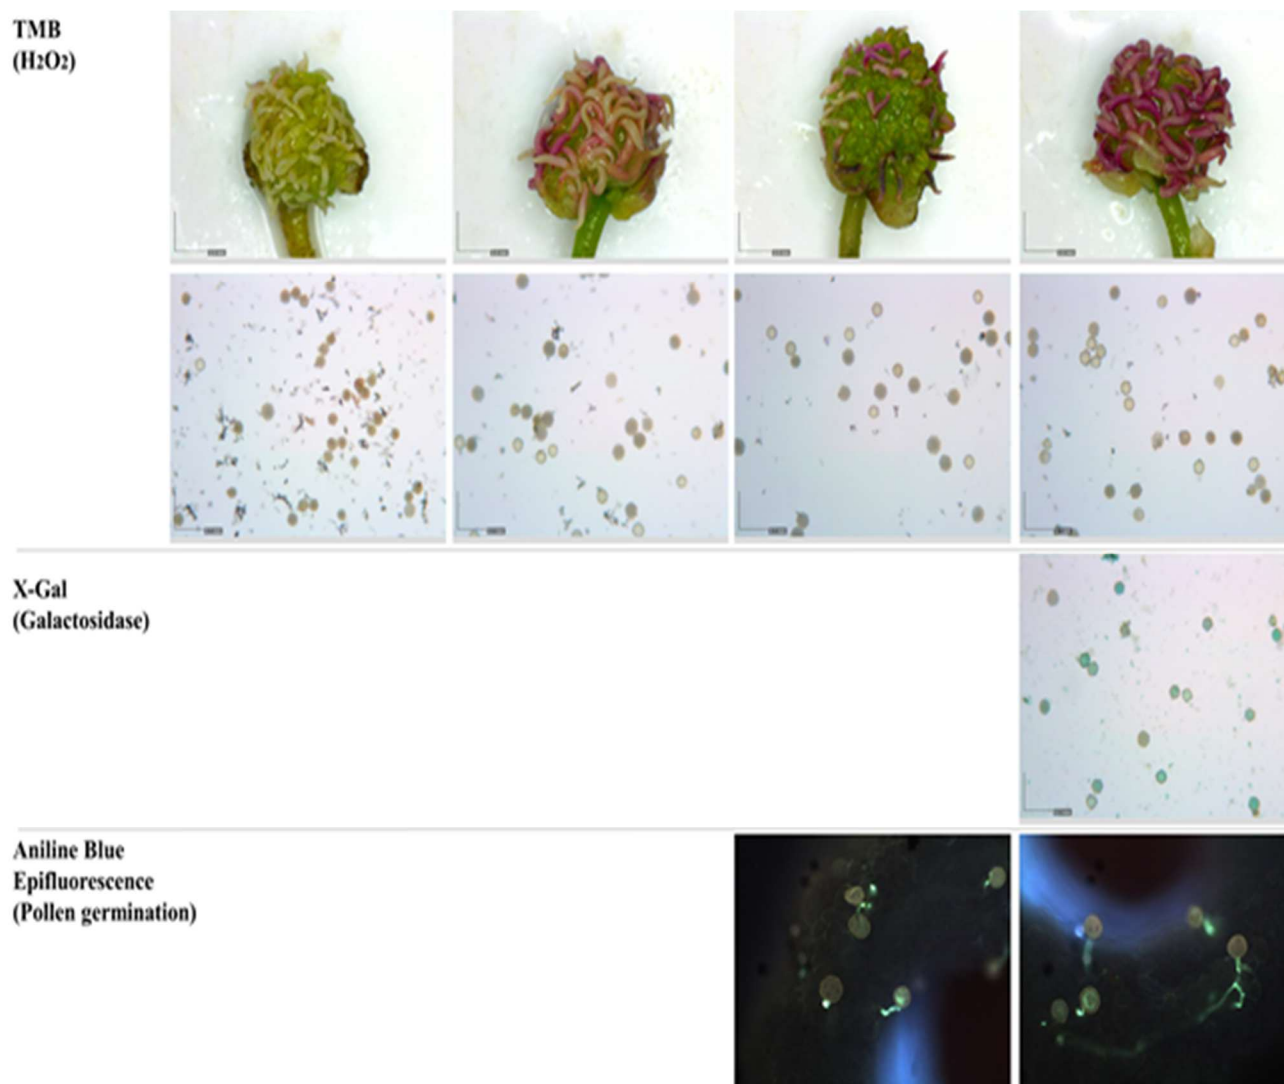 TMB
(H2O2)
X-Gal
(Galactosidase)
Aniline Blue
Epifluorescence
(Pollen germination)